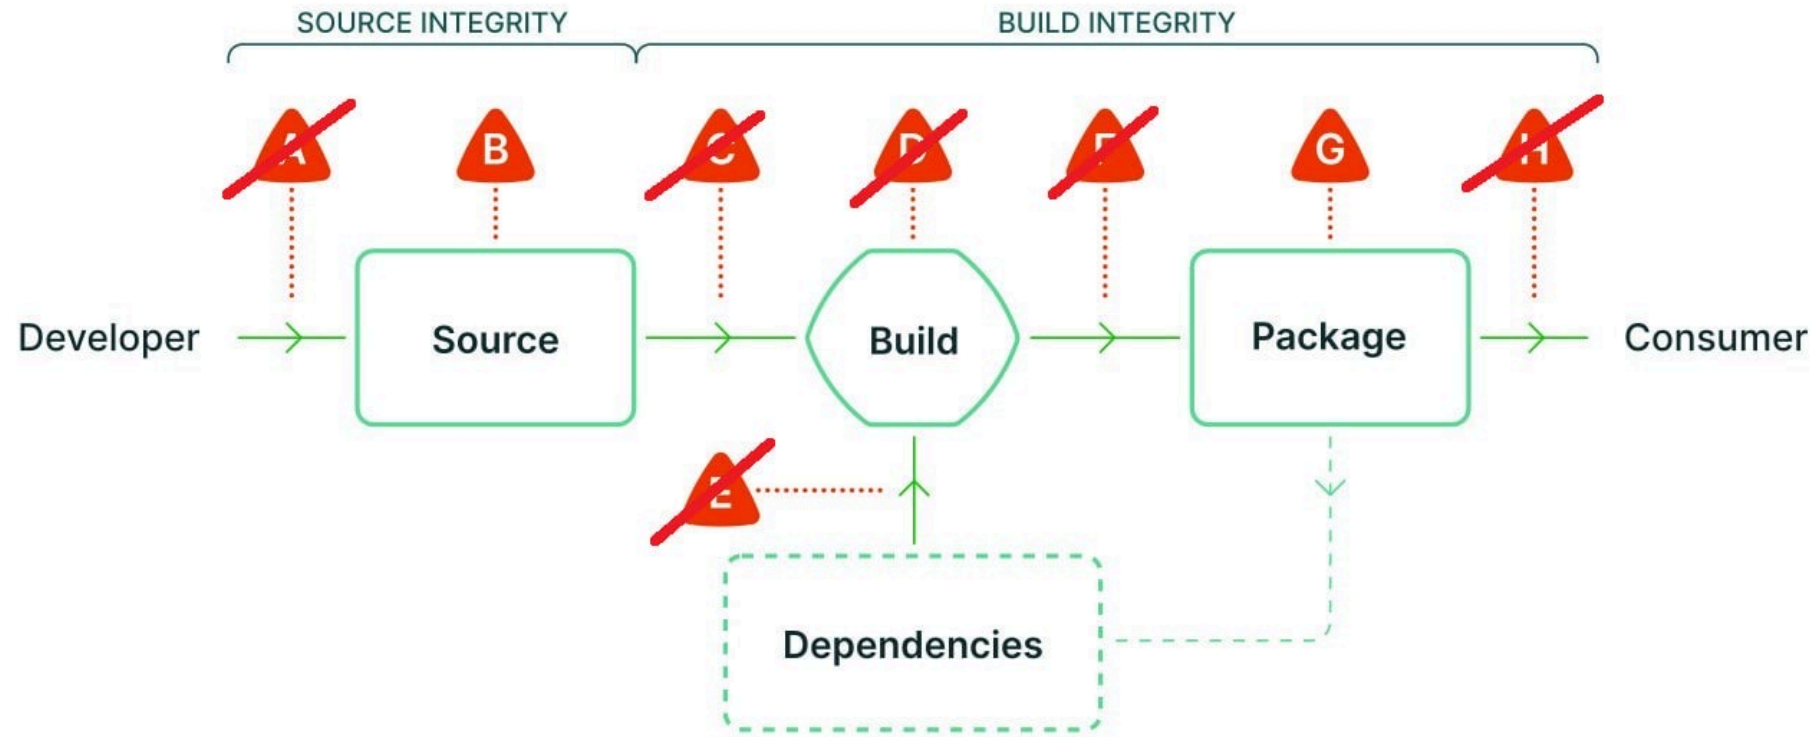 SOURCE INTEGRITY
BUILD INTEGRITY
A
B
C
D
F
G
H
Developer
Source
Build
Package
Consumer
E
Dependencies